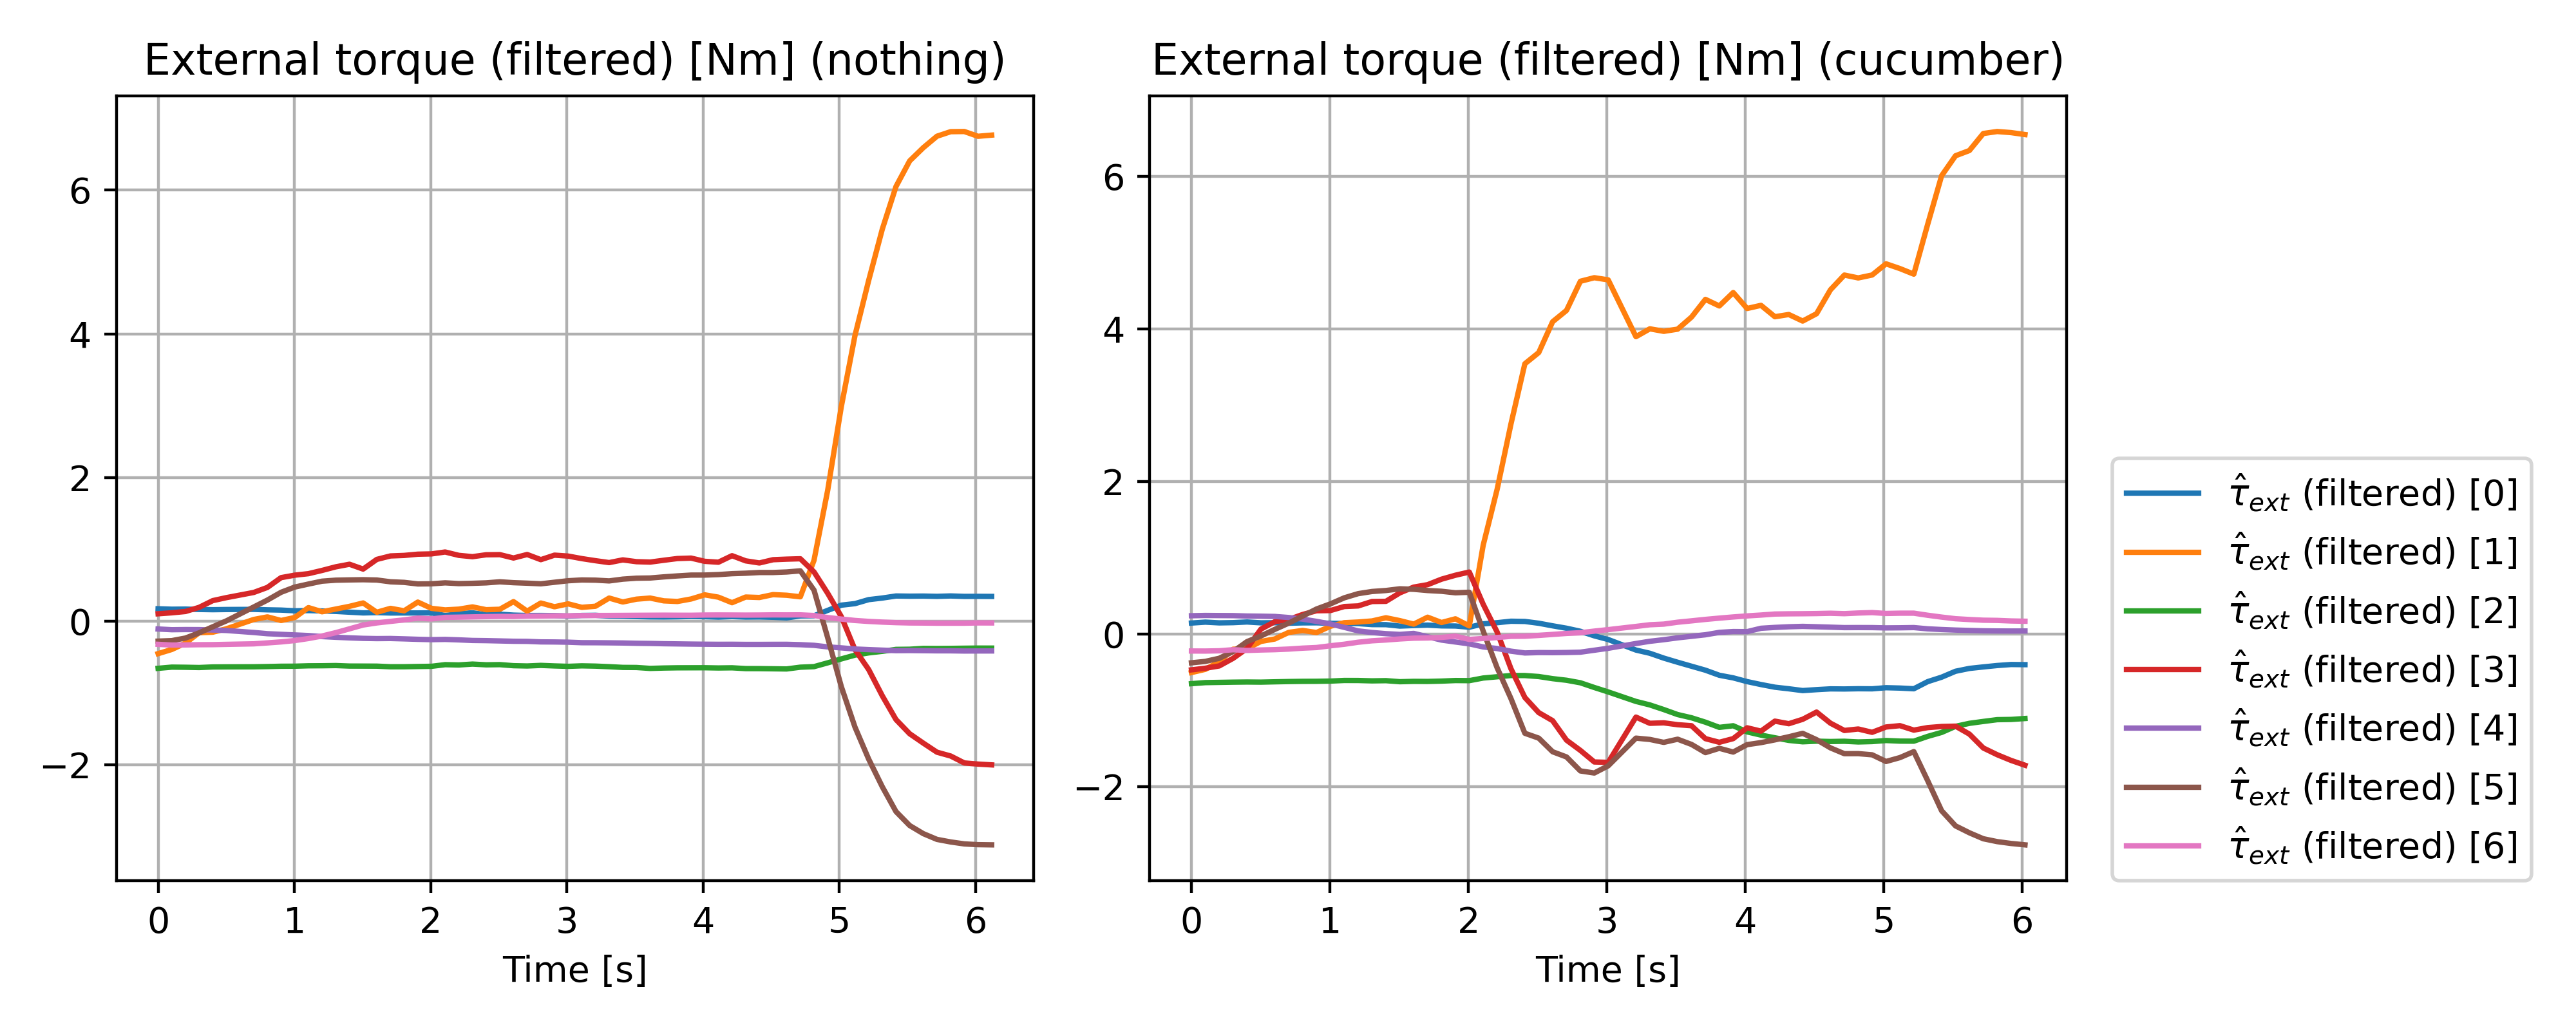 External torque (filtered) [Nm] (nothing)
6
4
2
0
−2
0 1 2 3 4 5 6
Time [s]
External torque (filtered) [Nm] (cucumber)
6
4
2
0
−2
0 1 2 3 4 5 6
Time [s]
τ̂ext (filtered) [0]
τ̂ext (filtered) [1]
τ̂ext (filtered) [2]
τ̂ext (filtered) [3]
τ̂ext (filtered) [4]
τ̂ext (filtered) [5]
τ̂ext (filtered) [6]